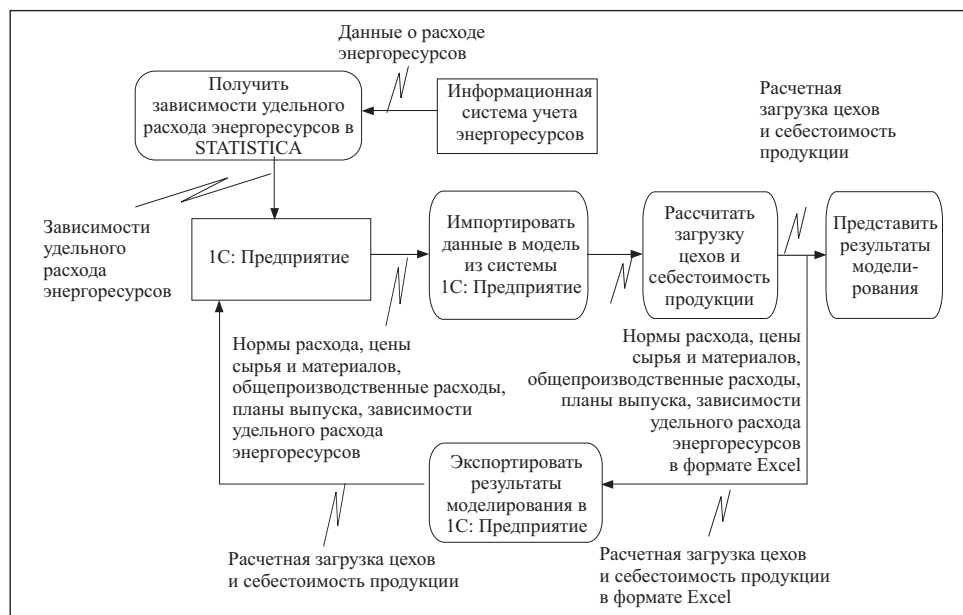 Данные о расходе
энергоресурсов
Получить
зависимости удельного
расхода энергоресурсов в
STATISTICA
Информационная
система учета
энергоресурсов
Расчетная
загрузка цехов
и себестоимость
продукции
Зависимости
удельного
расхода
энергоресурсов
1С: Предприятие
Импортировать
данные в модель
из системы
1С: Предприятие
Рассчитать
загрузку
цехов и
себестоимость
продукции
Представить
результаты
модели-
рования
Нормы расхода, цены
сырья и материалов,
общепроизводственные расходы,
планы выпуска, зависимости
удельного расхода
энергоресурсов
Нормы расхода, цены
сырья и материалов,
общепроизводственные расходы,
планы выпуска, зависимости
удельного расхода
энергоресурсов
в формате Excel
Экспортировать
результаты
моделирования в
1С: Предприятие
Расчетная загрузка цехов
и себестоимость продукции
Расчетная загрузка цехов
и себестоимость продукции
в формате Excel